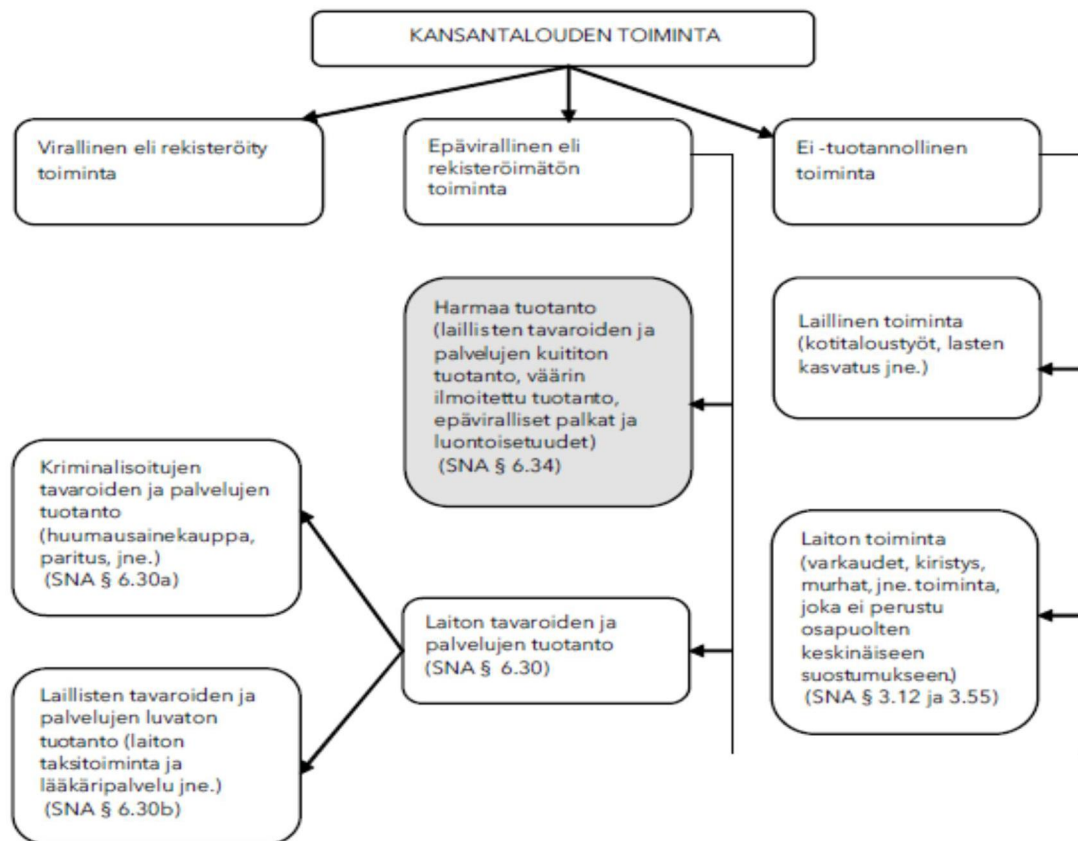 KANSANTALOUDEN TOIMINTA
Virallinen eli rekisteröity
toiminta
Epävirallinen eli
rekisteröimätön
toiminta
Ei -tuotannollinen
toiminta
Harmaa tuotanto
(laillisten tavaroiden ja
palvelujen kuititon
tuotanto, väärin
ilmoitettu tuotanto,
epäviralliset palkat ja
luontoisetuudet)
(SNA § 6.34)
Laillinen toiminta
(kotitaloustyöt, lasten
kasvatus jne.)
Kriminalisoitujen
tavaroiden ja palvelujen
tuotanto
(huumausainekauppa,
paritus, jne.)
(SNA § 6.30a)
Laiton tavaroiden ja
palvelujen tuotanto
(SNA § 6.30)
Laiton toiminta
(varkaudet, kiristys,
murhat, jne. toiminta,
joka ei perustu
osapuolten
keskinäiseen
suostumukseen.)
(SNA § 3.12 ja 3.55)
Laillisten tavaroiden ja
palvelujen luvaton
tuotanto (laiton
taksitoiminta ja
lääkäripalvelu jne.)
(SNA § 6.30b)